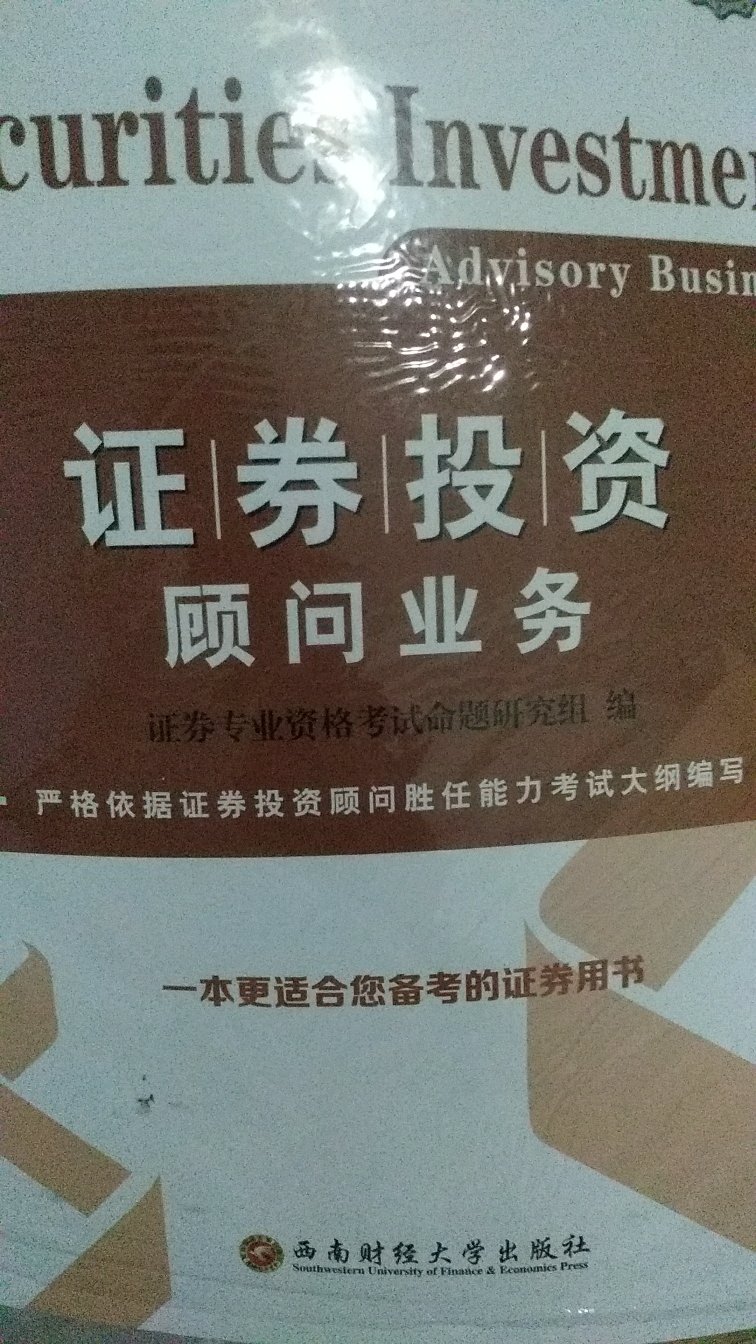 curities Investme
Advisory Busin
证券投资
顾问业务
证券专业资格考试命题研究组 编
严格依据证券投资顾问胜任能力考试大纲编写
一本更适合您备考的证券用书
西南财经大学出版社
Southwestern University of Finance & Economics Press